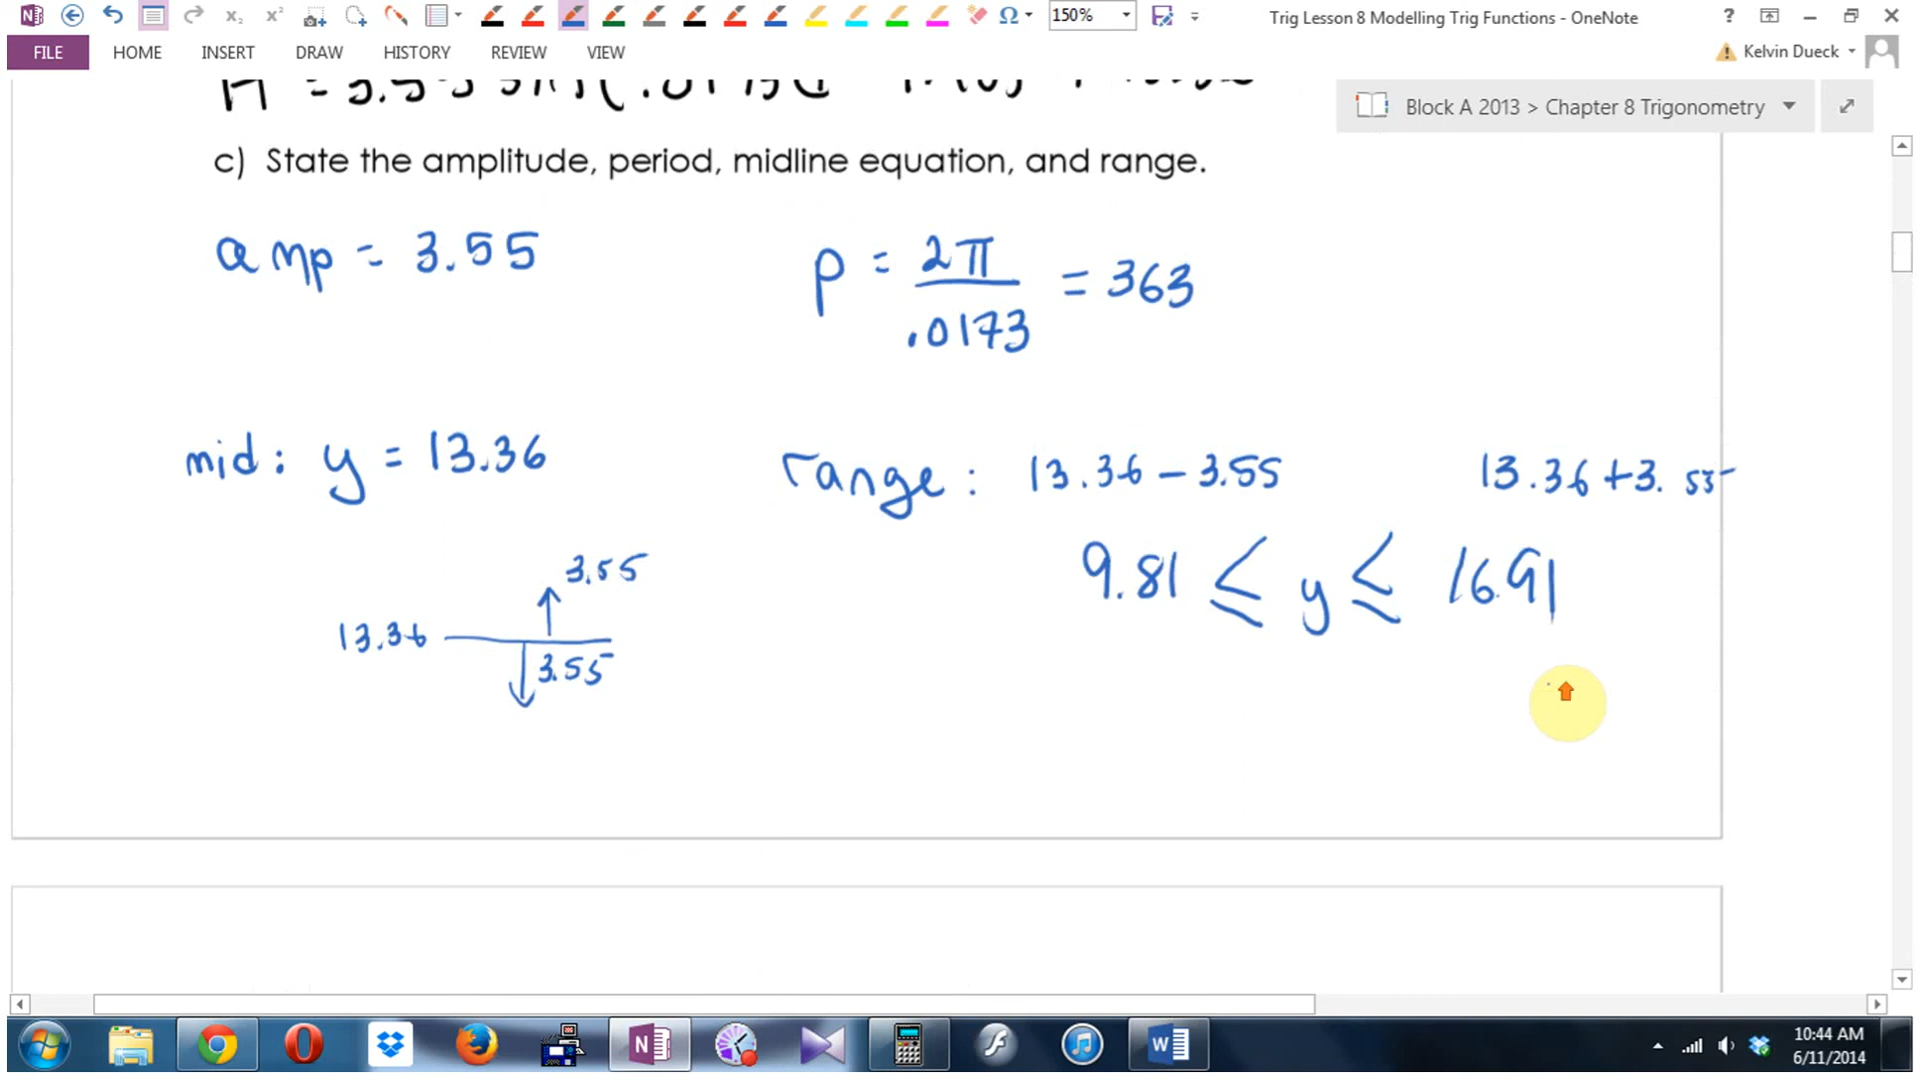 Trig Lesson 8 Modelling Trig Functions - OneNote
150%
FILE HOME INSERT DRAW HISTORY REVIEW VIEW
Kelvin Dueck
Block A 2013 > Chapter 8 Trigonometry
c) State the amplitude, period, midline equation, and range.
amp = 3.55
p = 2π / .0173 = 363
mid: y = 13.36
range: 13.36 - 3.55 13.36 + 3.55
9.81 ≤ y ≤ 16.91
3.55
13.36
3.55
10:44 AM
6/11/2014